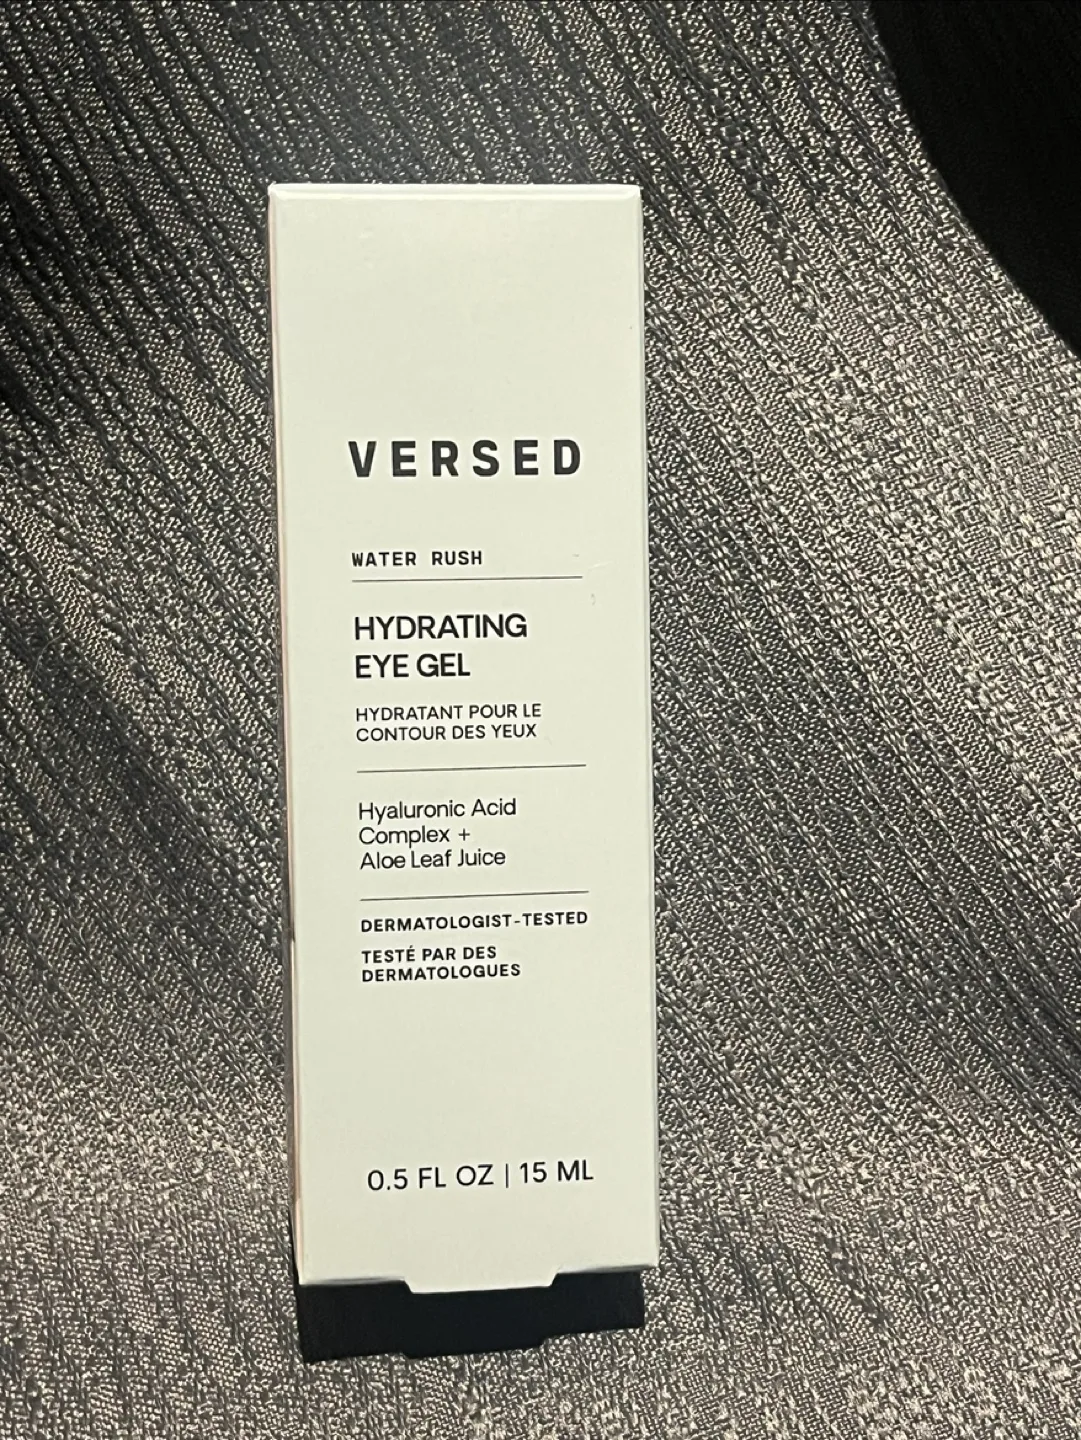 VERSED
WATER RUSH
HYDRATING
EYE GEL
HYDRATANT POUR LE
CONTOUR DES YEUX
Hyaluronic Acid
Complex +
Aloe Leaf Juice
DERMATOLOGIST-TESTED
TESTÉ PAR DES
DERMATOLOGUES
0.5 FL OZ | 15 ML